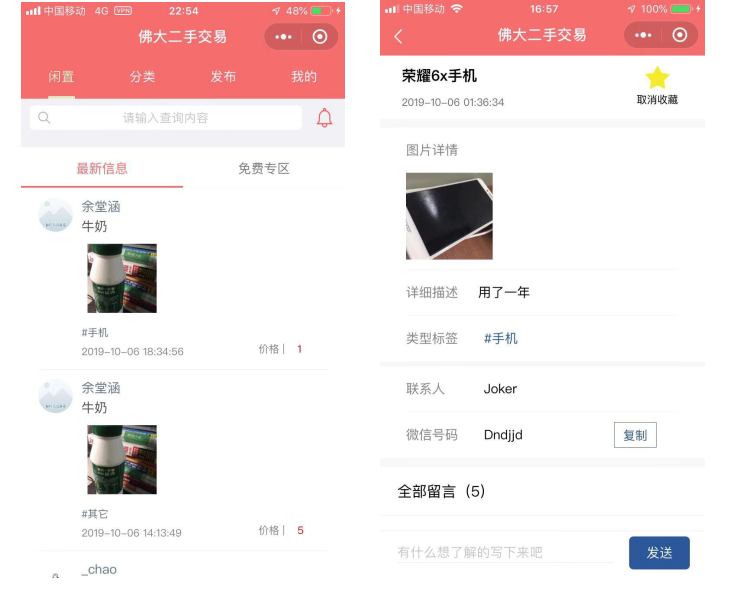 中国移动 4G VPN 22:54 48%
佛大二手交易
闲置 分类 发布 我的
请输入查询内容
最新信息 免费专区
余堂涵
牛奶
#手机
2019-10-06 18:34:56 价格| 1
余堂涵
牛奶
#其它
2019-10-06 14:13:49 价格| 5
_chao
中国移动 16:57 100%
佛大二手交易
荣耀6x手机
2019-10-06 01:36:34 取消收藏
图片详情
详细描述 用了一年
类型标签 #手机
联系人 Joker
微信号码 Dndjjd 复制
全部留言（5）
有什么想了解的写下来吧 发送